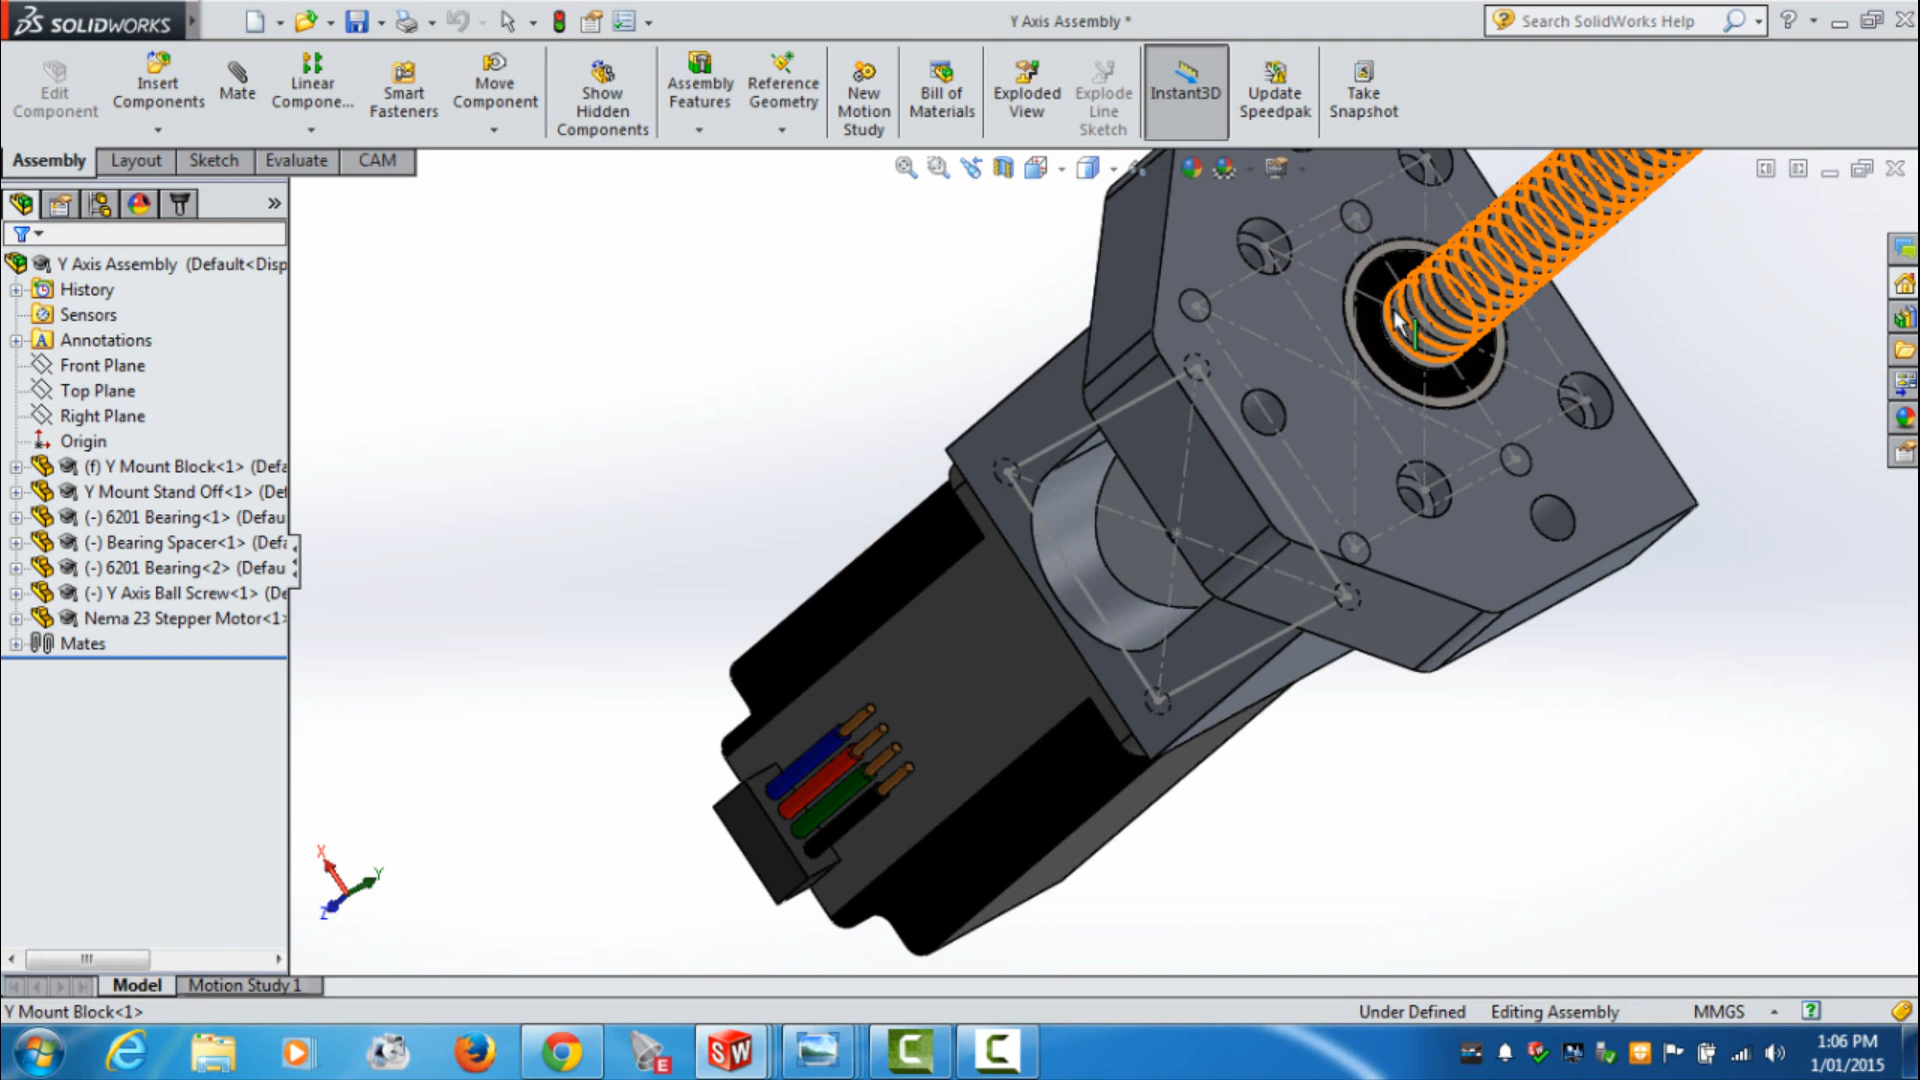 SOLIDWORKS
Y Axis Assembly *
Search SolidWorks Help
Edit Component
Insert Components
Mate
Linear Compone...
Smart Fasteners
Move Component
Show Hidden Components
Assembly Features
Reference Geometry
New Motion Study
Bill of Materials
Exploded View
Explode Line Sketch
Instant3D
Update Speedpak
Take Snapshot
Assembly
Layout
Sketch
Evaluate
CAM
Y Axis Assembly (Default<Disp
History
Sensors
Annotations
Front Plane
Top Plane
Right Plane
Origin
(f) Y Mount Block<1> (Defa
Y Mount Stand Off<1> (Def
(-) 6201 Bearing<1> (Defau
(-) Bearing Spacer<1> (Defa
(-) 6201 Bearing<2> (Defau
(-) Y Axis Ball Screw<1> (De
Nema 23 Stepper Motor<1>
Mates
X
Y
Z
Model
Motion Study 1
Y Mount Block<1>
Under Defined
Editing Assembly
MMGS
1:06 PM
1/01/2015